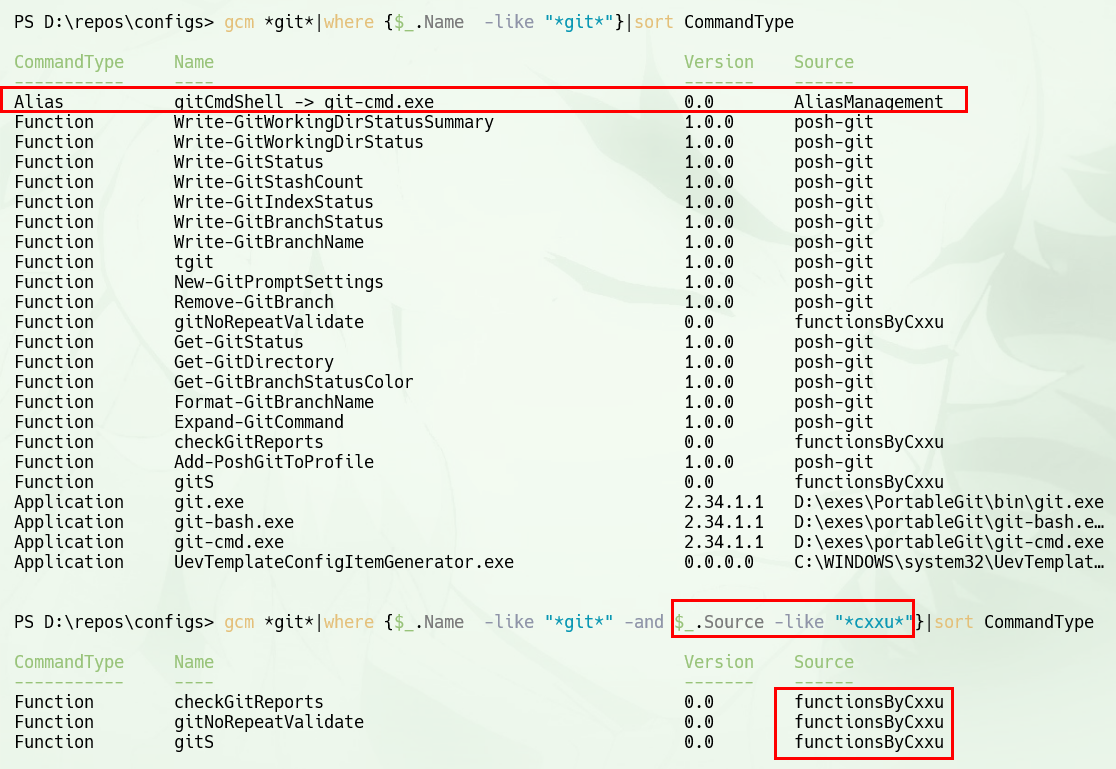 PS D:\repos\configs> gcm *git*|where {$_.Name  -like "*git*"}|sort CommandType
CommandType     Name                                               Version    Source
-----------     ----                                               -------    ------
Alias           gitCmdShell -> git-cmd.exe                         0.0        AliasManagement
Function        Write-GitWorkingDirStatusSummary                   1.0.0      posh-git
Function        Write-GitWorkingDirStatus                          1.0.0      posh-git
Function        Write-GitStatus                                    1.0.0      posh-git
Function        Write-GitStashCount                                1.0.0      posh-git
Function        Write-GitIndexStatus                               1.0.0      posh-git
Function        Write-GitBranchStatus                              1.0.0      posh-git
Function        Write-GitBranchName                                1.0.0      posh-git
Function        tgit                                               1.0.0      posh-git
Function        New-GitPromptSettings                              1.0.0      posh-git
Function        Remove-GitBranch                                   1.0.0      posh-git
Function        gitNoRepeatValidate                                0.0        functionsByCxxu
Function        Get-GitStatus                                      1.0.0      posh-git
Function        Get-GitDirectory                                   1.0.0      posh-git
Function        Get-GitBranchStatusColor                           1.0.0      posh-git
Function        Format-GitBranchName                               1.0.0      posh-git
Function        Expand-GitCommand                                  1.0.0      posh-git
Function        checkGitReports                                    0.0        functionsByCxxu
Function        Add-PoshGitToProfile                               1.0.0      posh-git
Function        gitS                                               0.0        functionsByCxxu
Application     git.exe                                            2.34.1.1   D:\exes\PortableGit\bin\git.exe
Application     git-bash.exe                                       2.34.1.1   D:\exes\portableGit\git-bash.e…
Application     git-cmd.exe                                        2.34.1.1   D:\exes\portableGit\git-cmd.exe
Application     UevTemplateConfigItemGenerator.exe                 0.0.0.0    C:\WINDOWS\system32\UevTemplat…
PS D:\repos\configs> gcm *git*|where {$_.Name  -like "*git*" -and $_.Source -like "*cxxu*"}|sort CommandType
CommandType     Name                                               Version    Source
-----------     ----                                               -------    ------
Function        checkGitReports                                    0.0        functionsByCxxu
Function        gitNoRepeatValidate                                0.0        functionsByCxxu
Function        gitS                                               0.0        functionsByCxxu